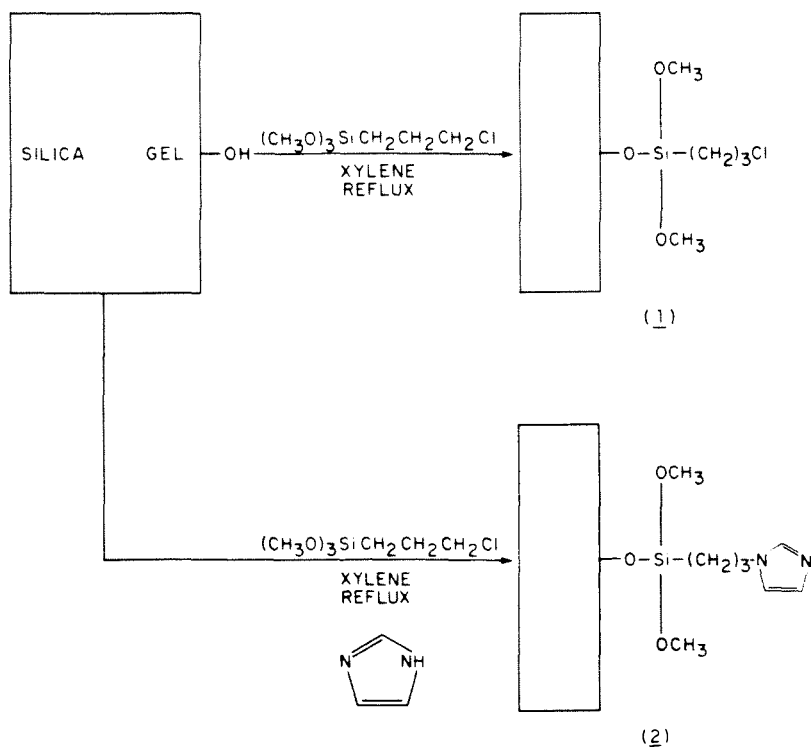 SILICA GEL
OH
(CH3O)3SiCH2CH2CH2Cl
XYLENE
REFLUX
OCH3
O-Si-(CH2)3Cl
OCH3
(1)
(CH3O)3SiCH2CH2CH2Cl
XYLENE
REFLUX
N NH
OCH3
O-Si-(CH2)3-N N
OCH3
(2)